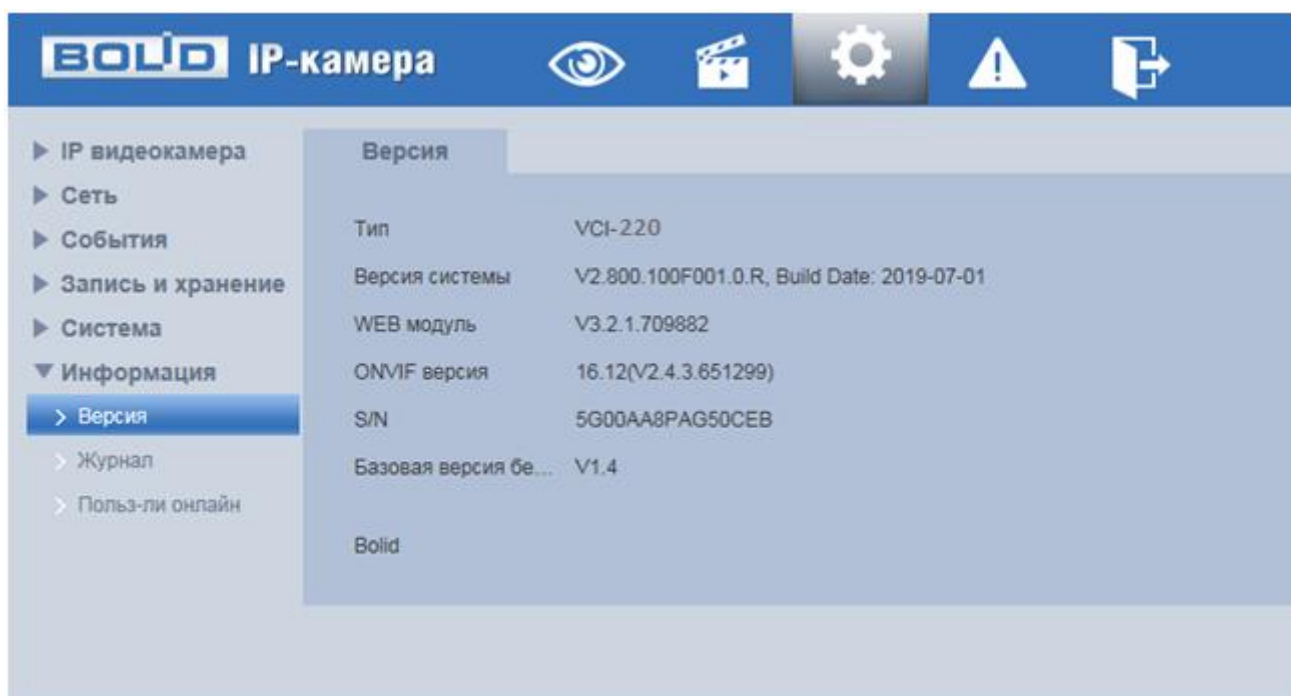 BOLID IP-камера
IP видеокамера
Сеть
События
Запись и хранение
Система
Информация
Версия
Журнал
Польз-ли онлайн
Версия
Тип VCI-220
Версия системы V2.800.100F001.0.R, Build Date: 2019-07-01
WEB модуль V3.2.1.709882
ONVIF версия 16.12(V2.4.3.651299)
S/N 5G00AA8PAG50CEB
Базовая версия бе... V1.4
Bolid